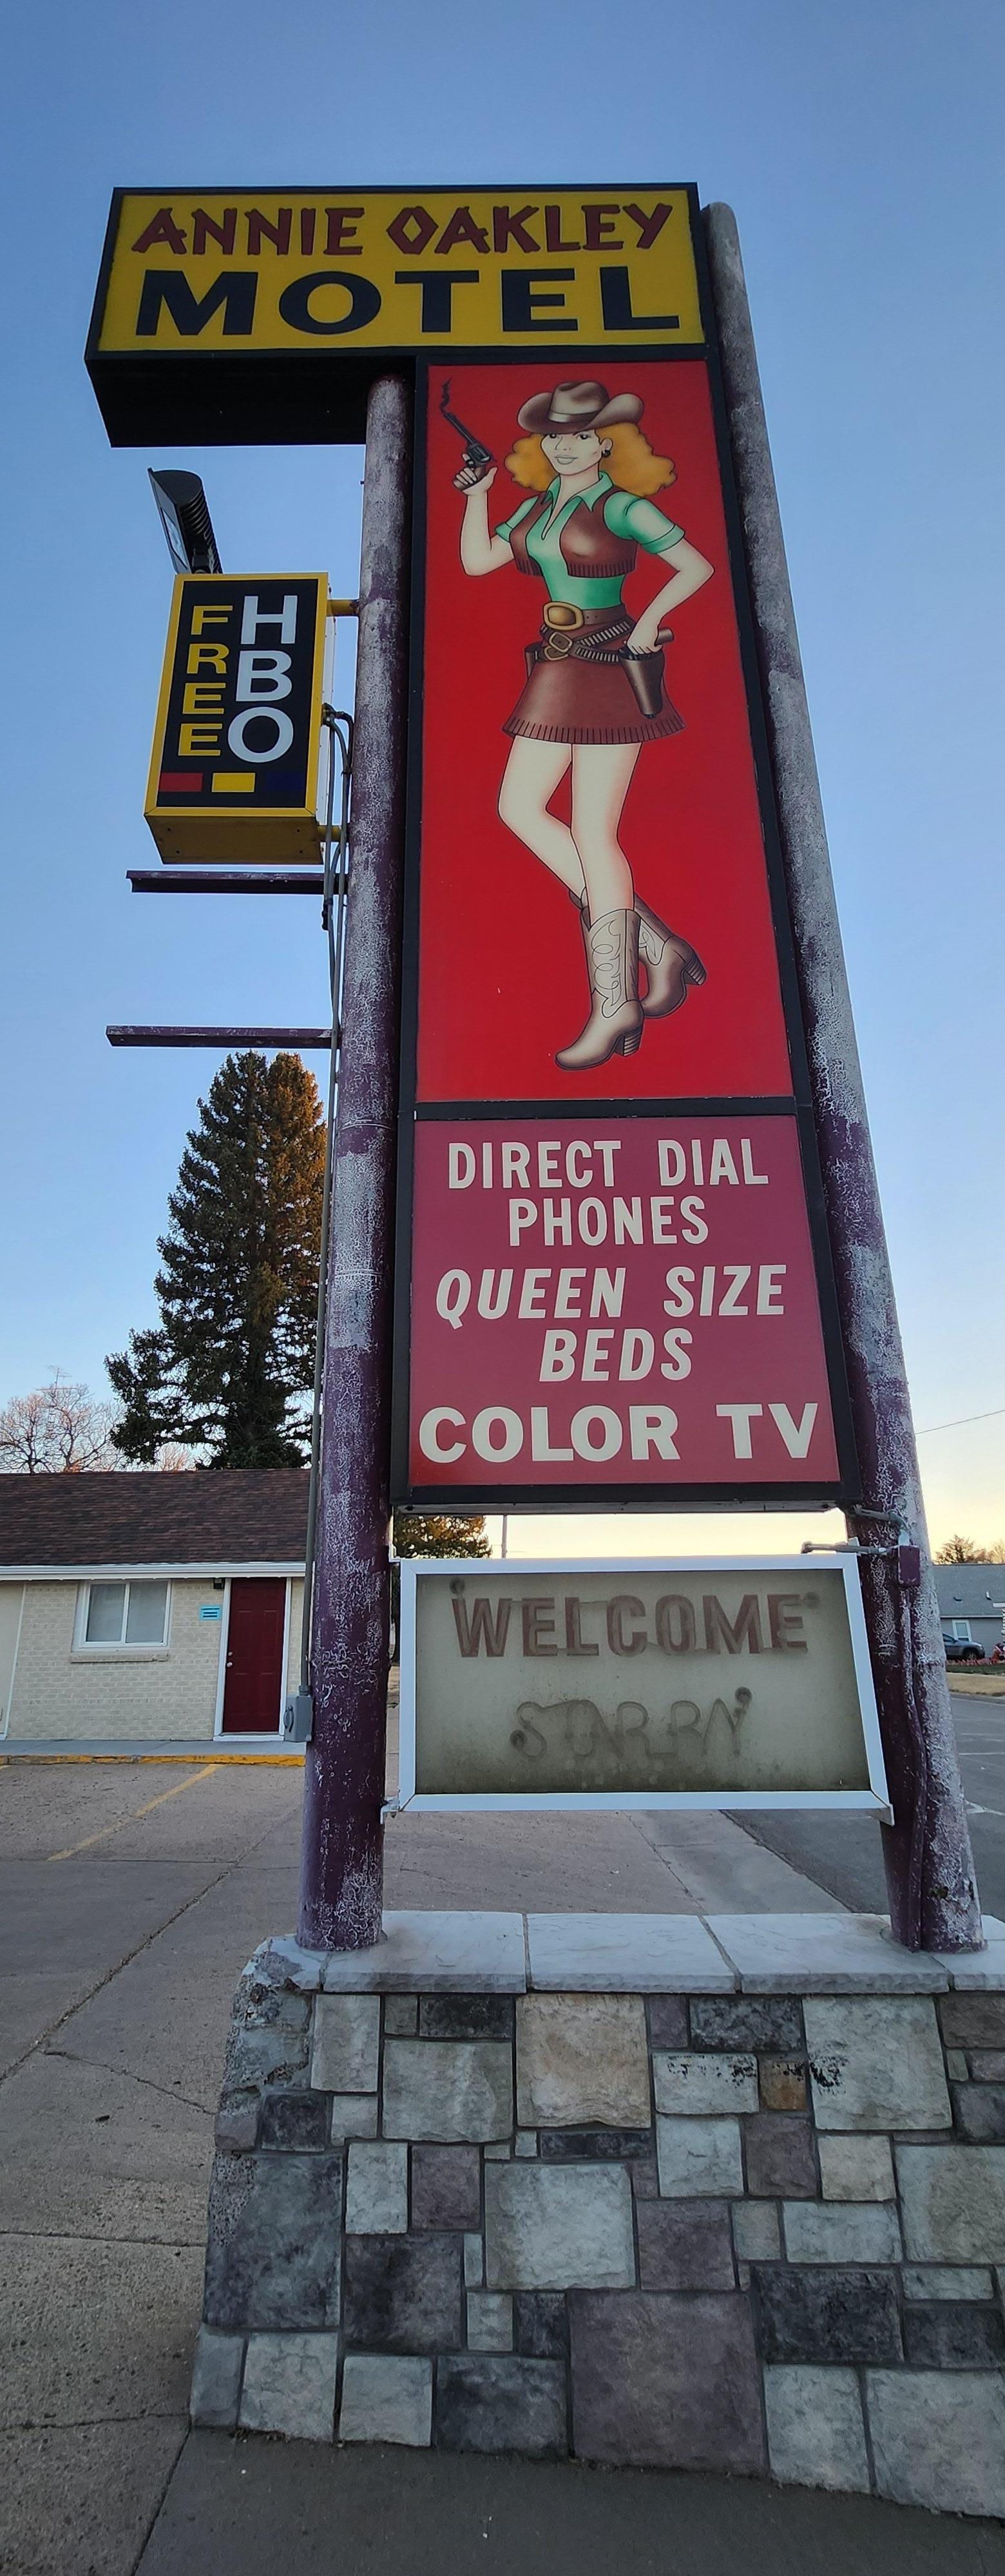 ANNIE OAKLEY
MOTEL
FREE
HBO
DIRECT DIAL
PHONES
QUEEN SIZE
BEDS
COLOR TV
WELCOME